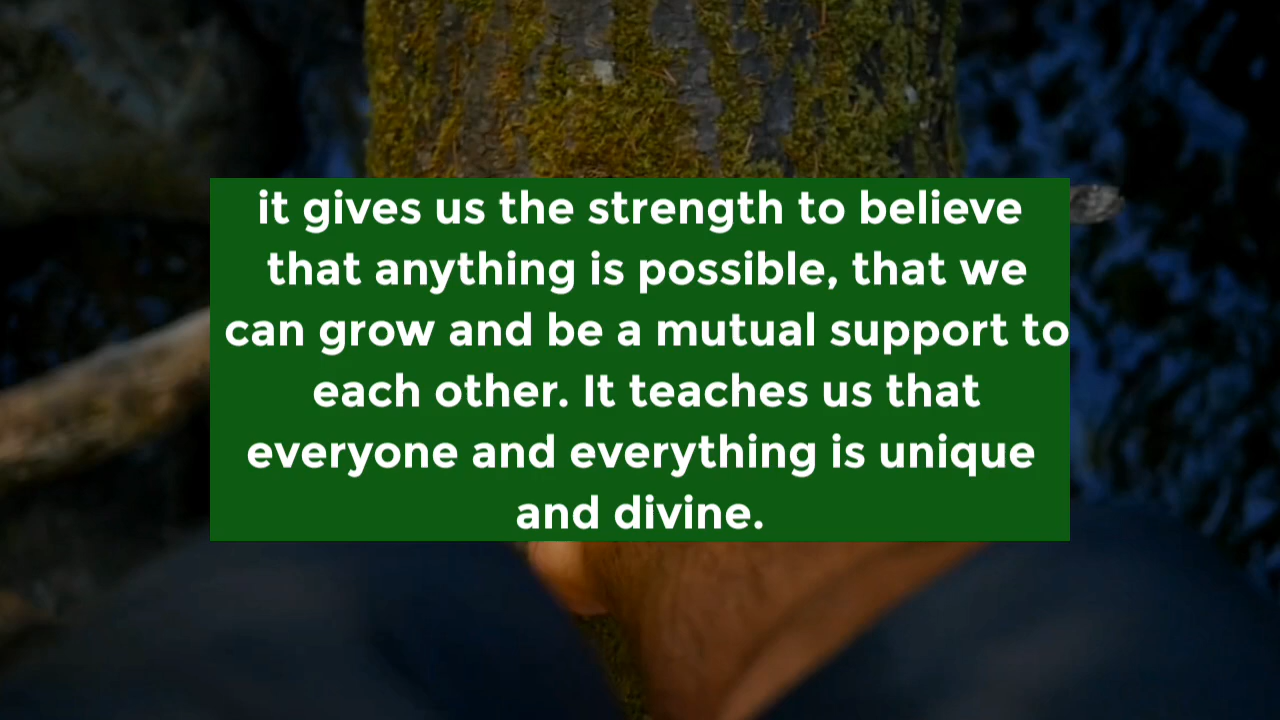 it gives us the strength to believe
that anything is possible, that we
can grow and be a mutual support to
each other. It teaches us that
everyone and everything is unique
and divine.